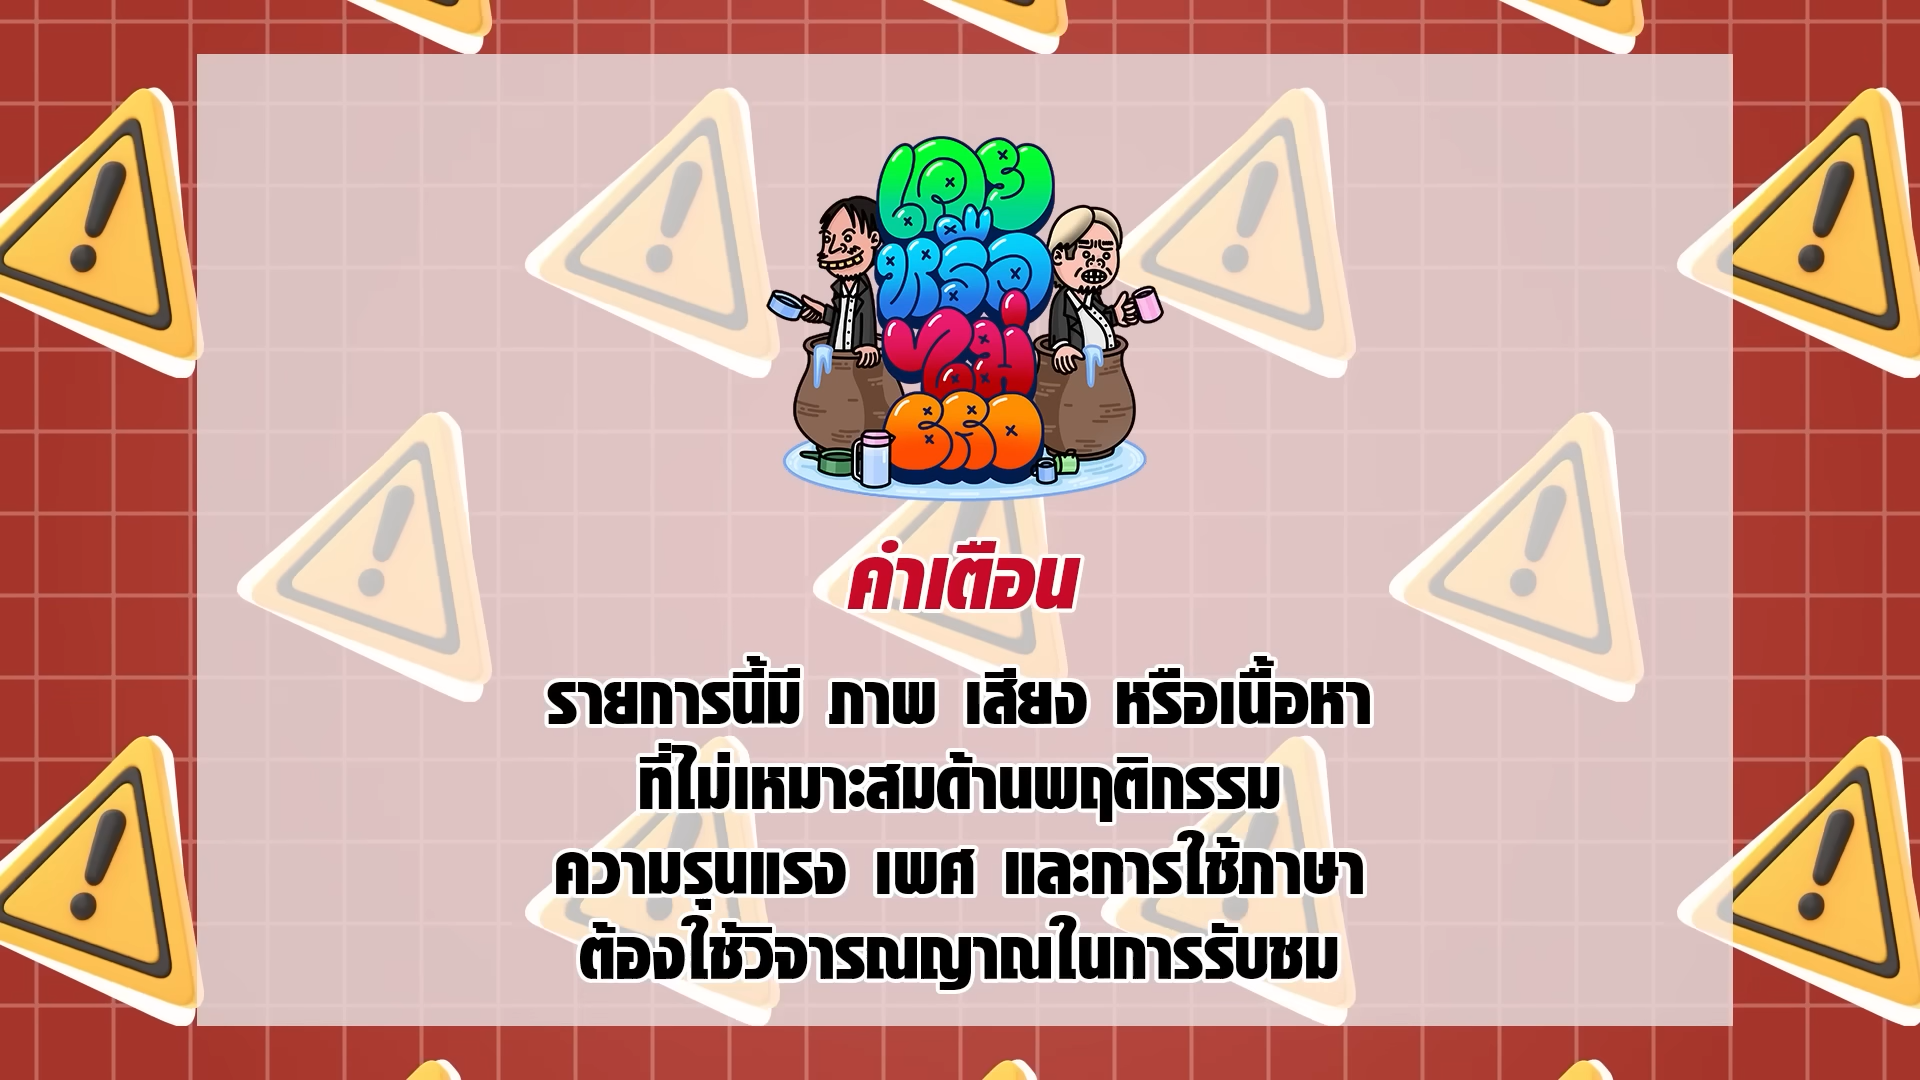 เคย
หรือ
ไม่
ERO
คำเตือน
รายการนี้มี ภาพ เสียง หรือเนื้อหา
ที่ไม่เหมาะสมด้านพฤติกรรม
ความรุนแรง เพศ และการใช้ภาษา
ต้องใช้วิจารณญาณในการรับชม